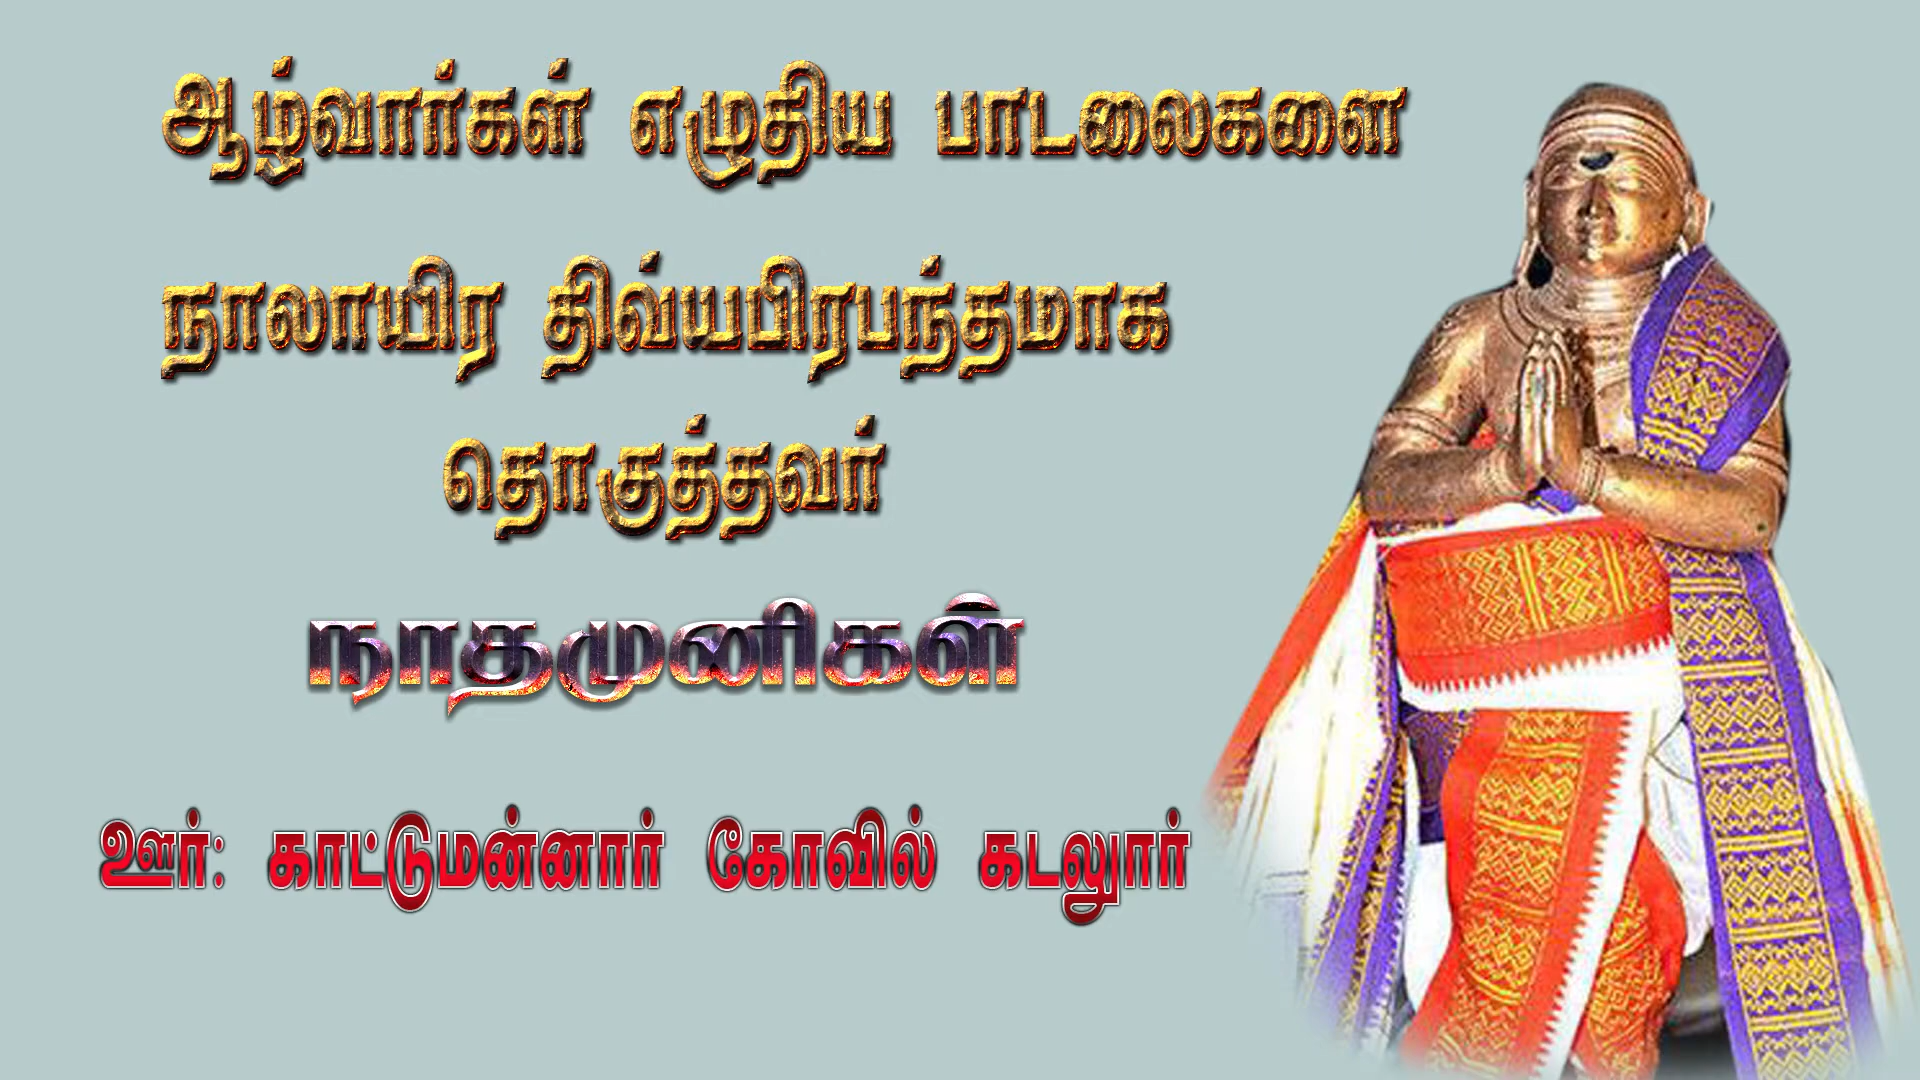 ஆழ்வார்கள் எழுதிய பாடலைகளை
நாலாயிர திவ்யபிரபந்தமாக
தொகுத்தவர்
நாதமுனிகள்
ஊர்: காட்டுமன்னார் கோவில் கடலுார்